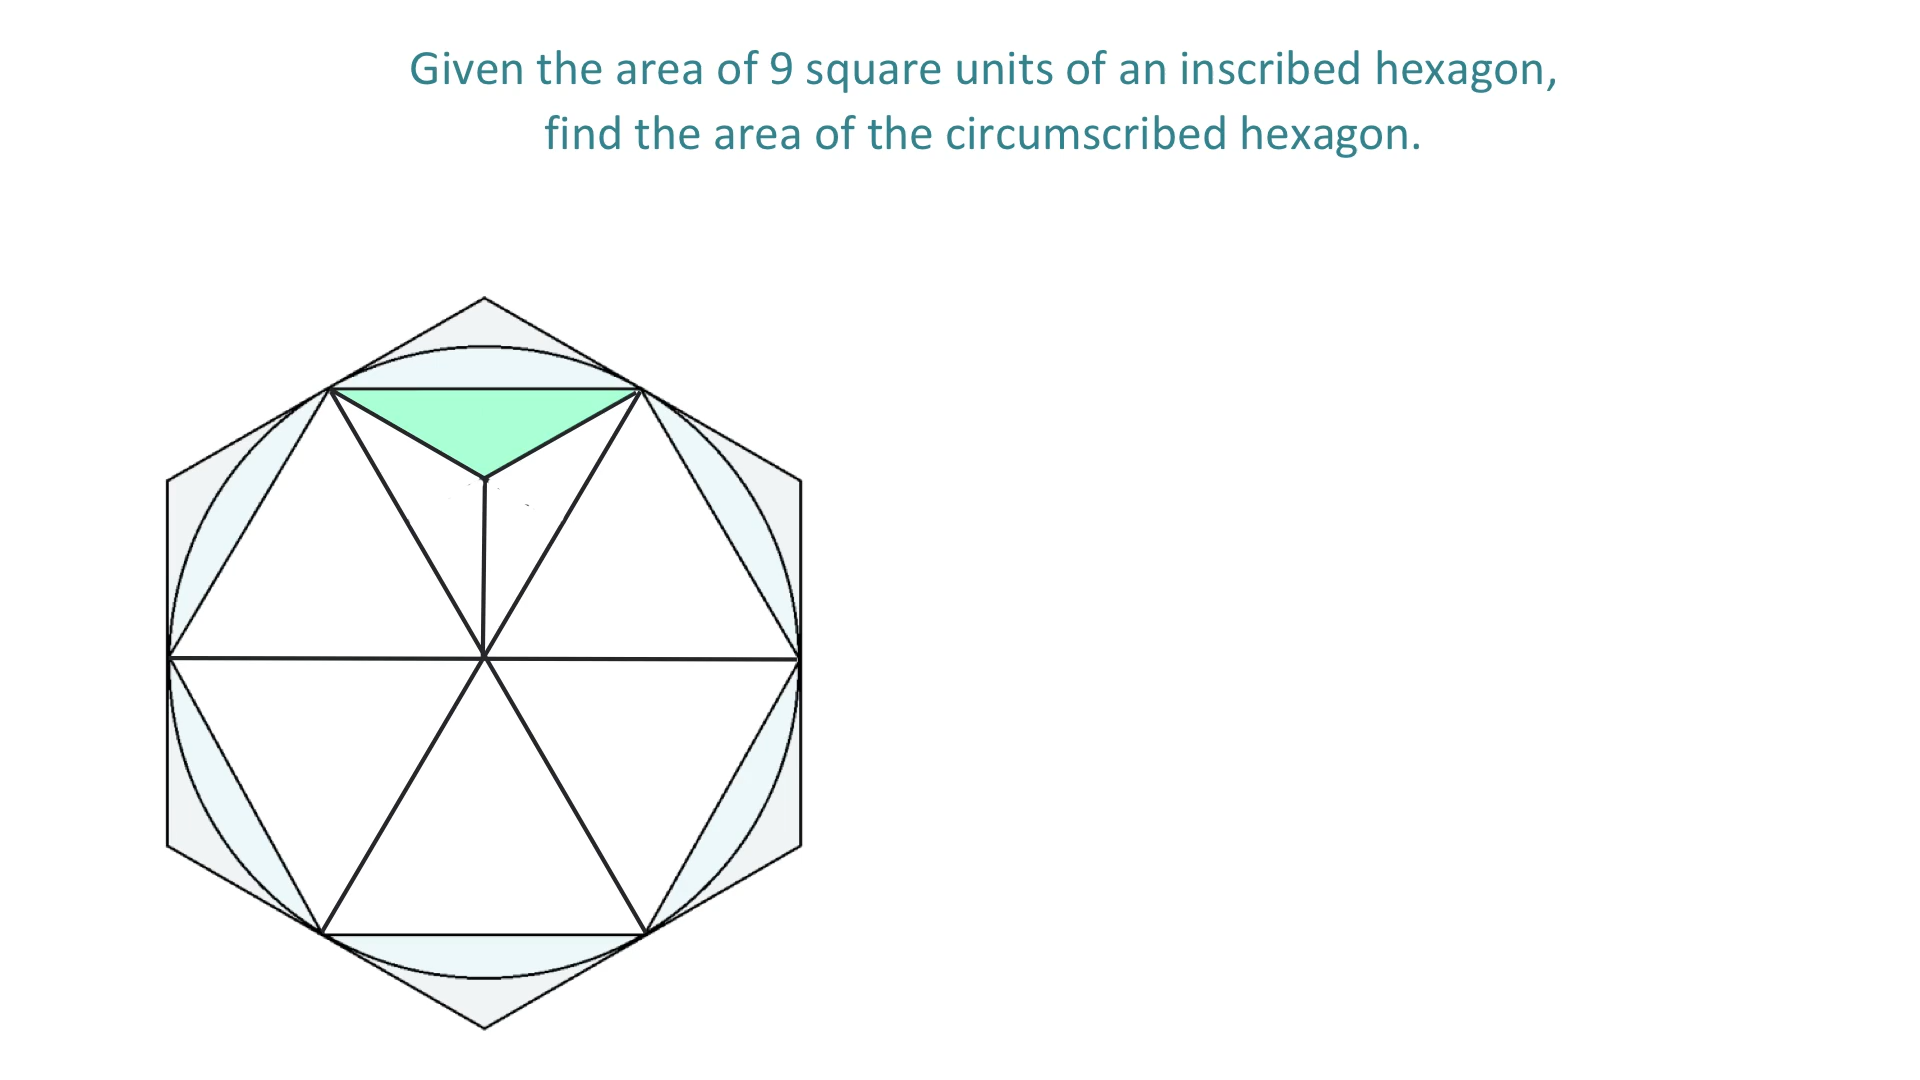 Given the area of 9 square units of an inscribed hexagon,
find the area of the circumscribed hexagon.